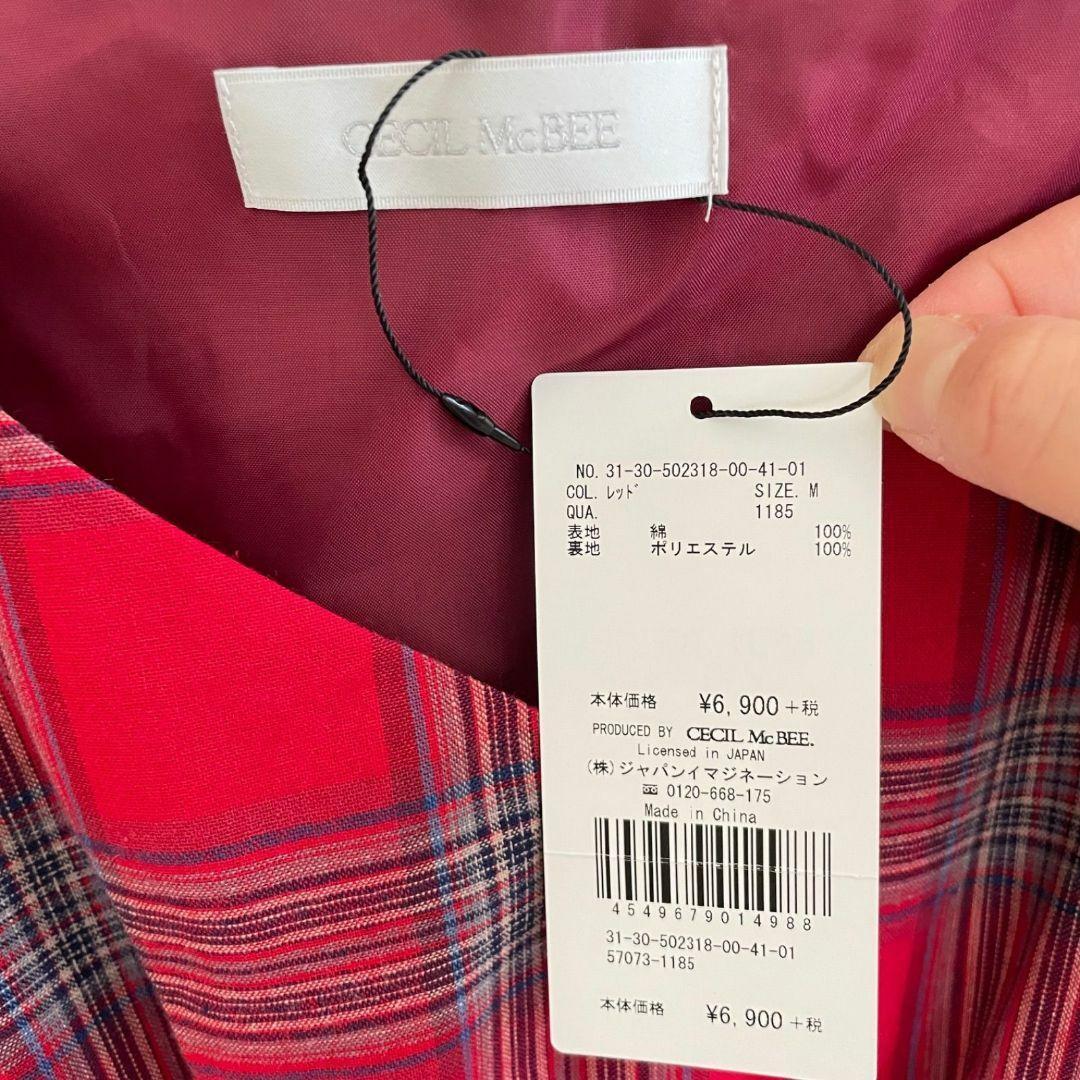 CECIL McBEE
NO. 31-30-502318-00-41-01
COL. ﾚｯﾄﾞ SIZE. M
QUA. 1185
表地 綿 100%
裏地 ポリエステル 100%
本体価格 ¥6,900+税
PRODUCED BY CECIL McBEE.
Licensed in JAPAN
(株)ジャパンイマジネーション
0120-668-175
Made in China
4549679014988
31-30-502318-00-41-01
57073-1185
本体価格 ¥6,900+税